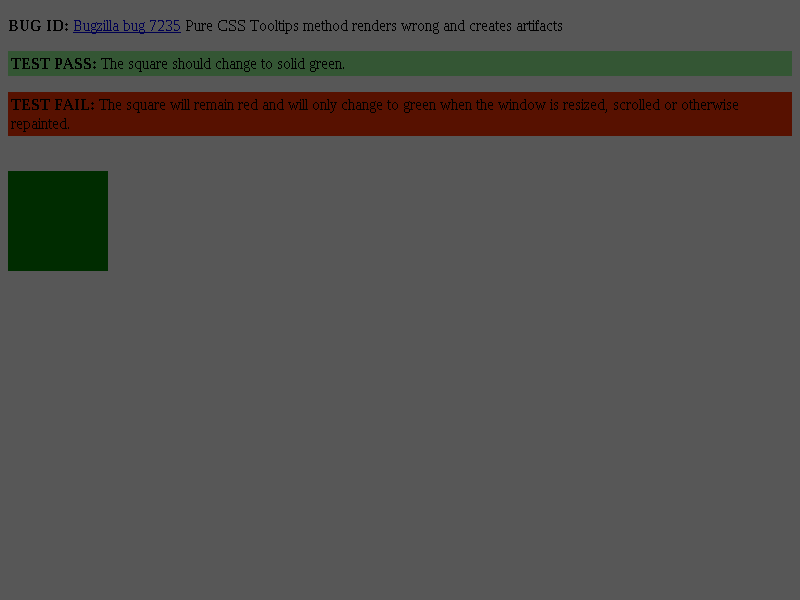 BUG ID: Bugzilla bug 7235 Pure CSS Tooltips method renders wrong and creates artifacts
TEST PASS: The square should change to solid green.
TEST FAIL: The square will remain red and will only change to green when the window is resized, scrolled or otherwise
repainted.